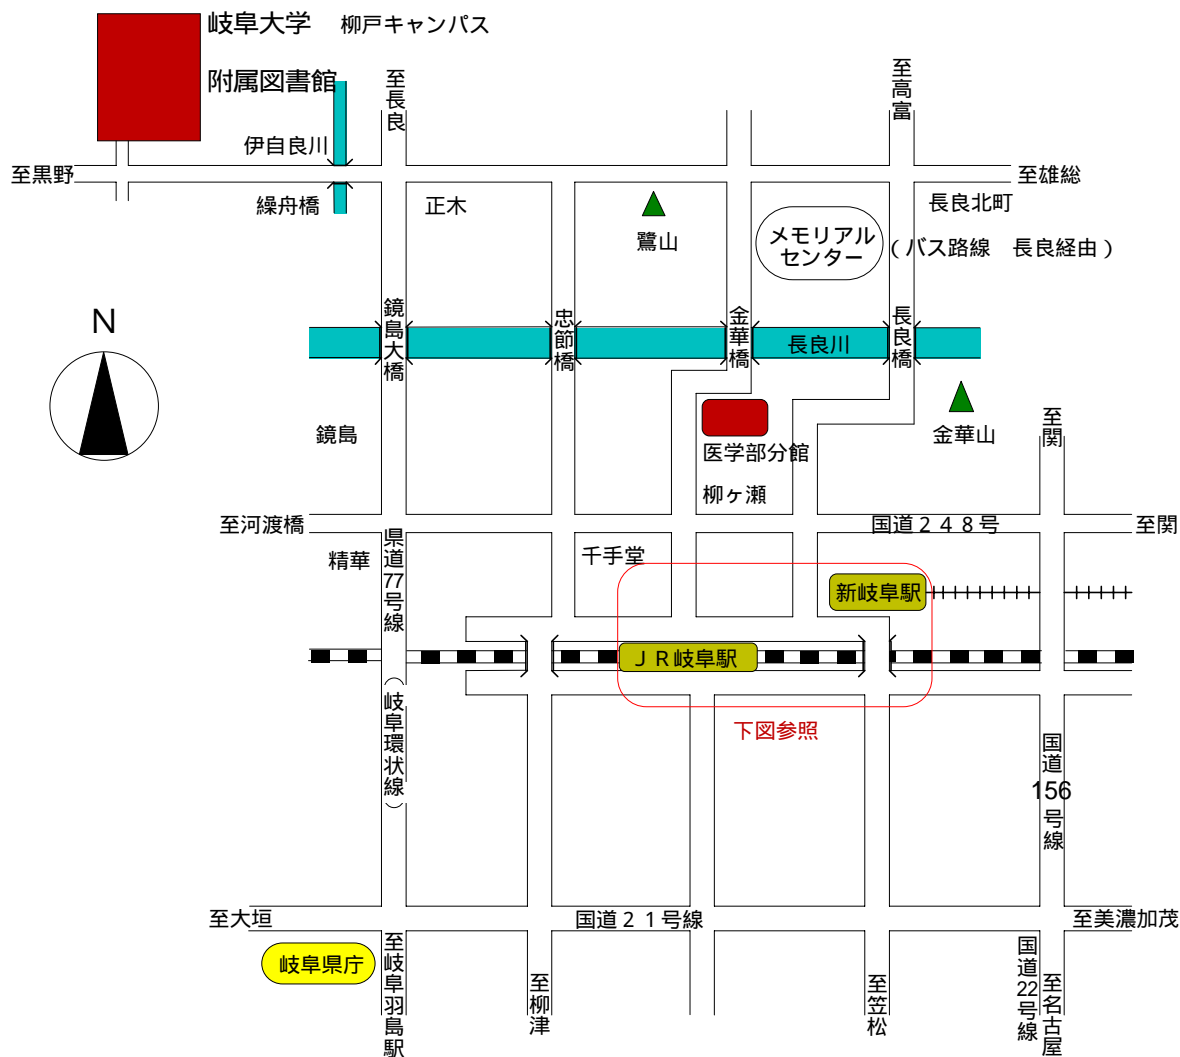 岐阜大学　柳戸キャンパス
附属図書館
至長良
至高富
伊自良川
至黒野
至雄総
繰舟橋
正木
長良北町
鷺山
メモリアル
センター
（バス路線　長良経由）
N
鏡島大橋
忠節橋
金華橋
長良橋
長良川
鏡島
金華山
至関
医学部分館
柳ヶ瀬
至河渡橋
国道２４８号
至関
精華
県道77号線
千手堂
新岐阜駅
ＪＲ岐阜駅
（岐阜環状線）
下図参照
国道156号線
至大垣
国道２１号線
至美濃加茂
岐阜県庁
至岐阜羽島駅
至柳津
至笠松
国道22号線
至名古屋